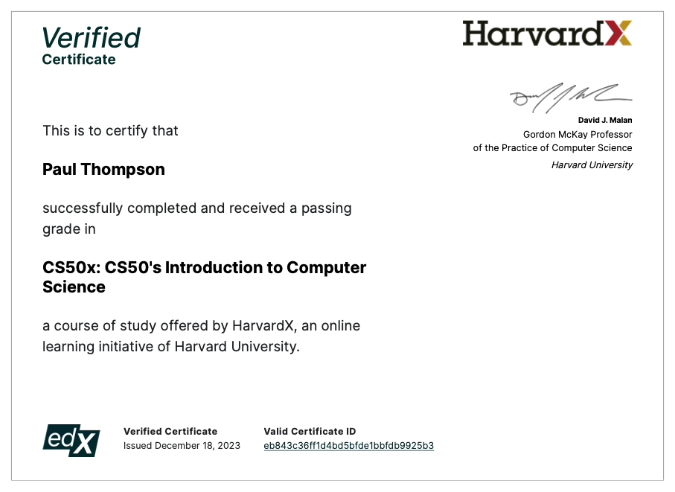 Verified
Certificate
HarvardX
David J. Malan
Gordon McKay Professor
of the Practice of Computer Science
Harvard University
This is to certify that
Paul Thompson
successfully completed and received a passing
grade in
CS50x: CS50's Introduction to Computer
Science
a course of study offered by HarvardX, an online
learning initiative of Harvard University.
edX
Verified Certificate
Issued December 18, 2023
Valid Certificate ID
eb843c36ff1d4bd5bfde1bbfdb9925b3